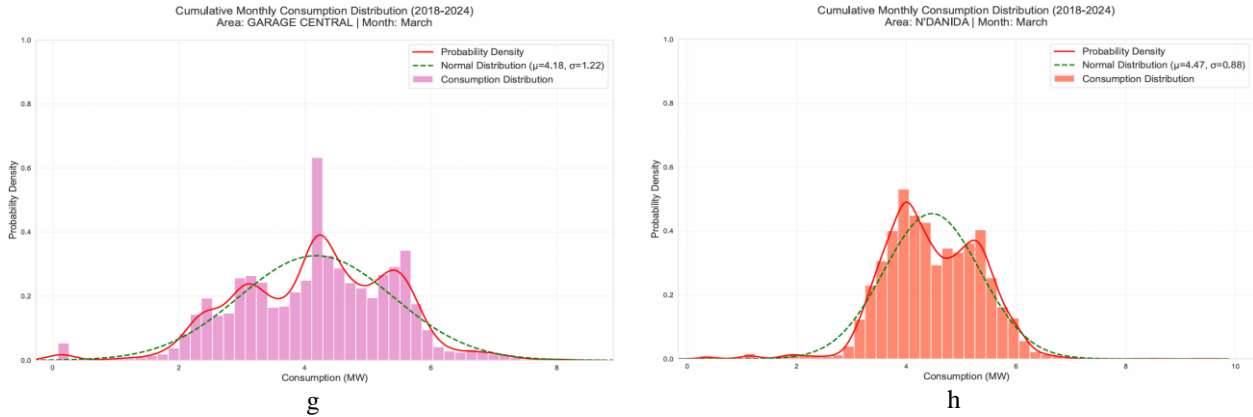 Cumulative Monthly Consumption Distribution (2018-2024)
Area: GARAGE CENTRAL | Month: March
1.0
0.8
0.6
0.4
0.2
0.0
Probability Density
Probability Density
Normal Distribution (μ=4.18, σ=1.22)
Consumption Distribution
0
2
4
6
8
Consumption (MW)
g
Cumulative Monthly Consumption Distribution (2018-2024)
Area: N'DANIDA | Month: March
1.0
0.8
0.6
0.4
0.2
0.0
Probability Density
Probability Density
Normal Distribution (μ=4.47, σ=0.88)
Consumption Distribution
0
2
4
6
8
10
Consumption (MW)
h